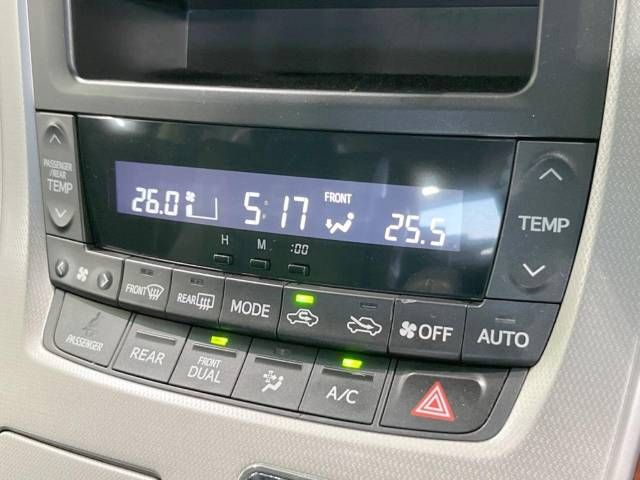 PASSENGER
/REAR
TEMP
26.0 5:17 FRONT 25.5
TEMP
H M :00
FRONT REAR MODE OFF AUTO
PASSENGER REAR FRONT DUAL A/C